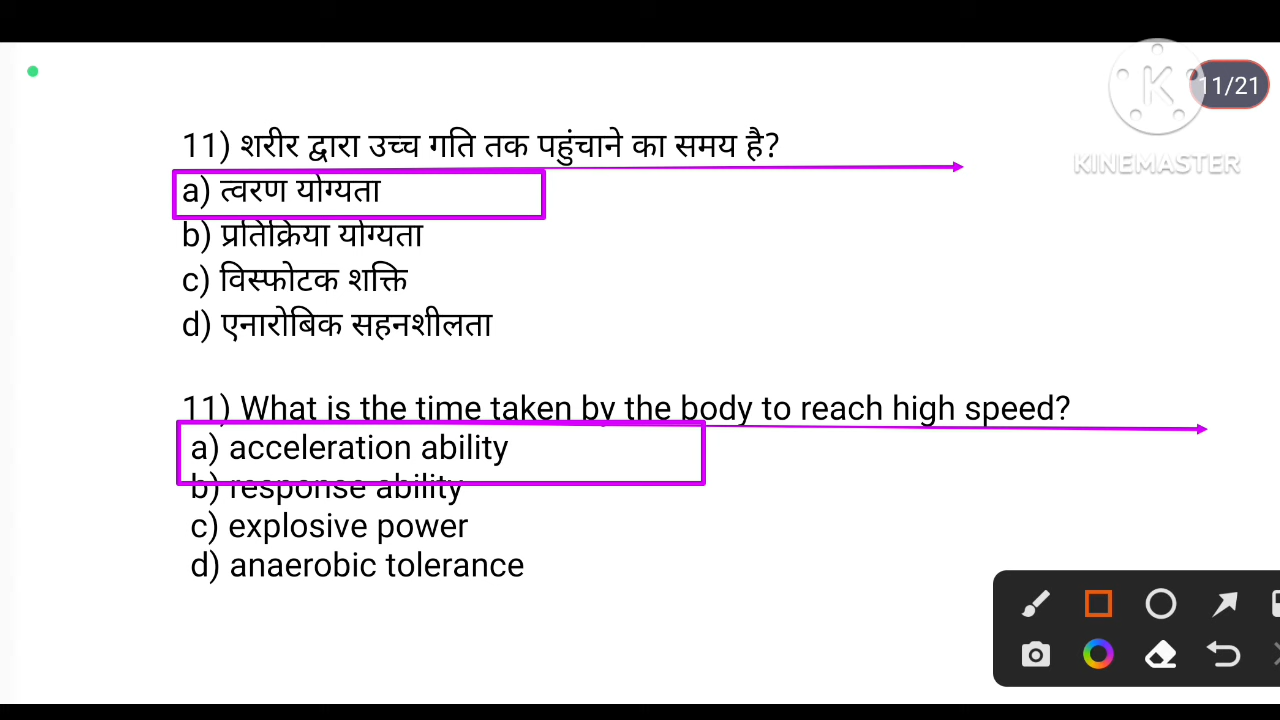 11/21
KINEMASTER
11) शरीर द्वारा उच्च गति तक पहुंचाने का समय है?
a) त्वरण योग्यता
b) प्रतिक्रिया योग्यता
c) विस्फोटक शक्ति
d) एनारोबिक सहनशीलता
11) What is the time taken by the body to reach high speed?
a) acceleration ability
b) response ability
c) explosive power
d) anaerobic tolerance